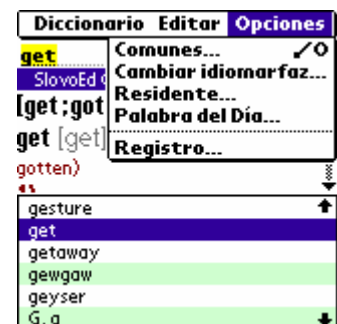 Diccionario Editar Opciones
get
SlovoEd
[get;got
get [get]
gotten)
Comunes... ⁄O
Cambiar idiomarfaz...
Residente...
Palabra del Día...
Registro...
gesture
get
getaway
gewgaw
geyser
G, g